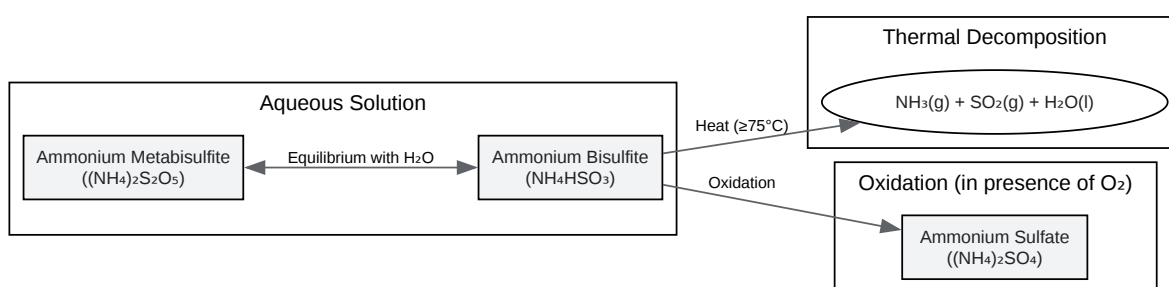 Aqueous Solution
Ammonium Metabisulfite
((NH₄)₂S₂O₅)
Equilibrium with H₂O
Ammonium Bisulfite
(NH₄HSO₃)
Heat (≥75°C)
Thermal Decomposition
NH₃(g) + SO₂(g) + H₂O(l)
Oxidation
Oxidation (in presence of O₂)
Ammonium Sulfate
((NH₄)₂SO₄)